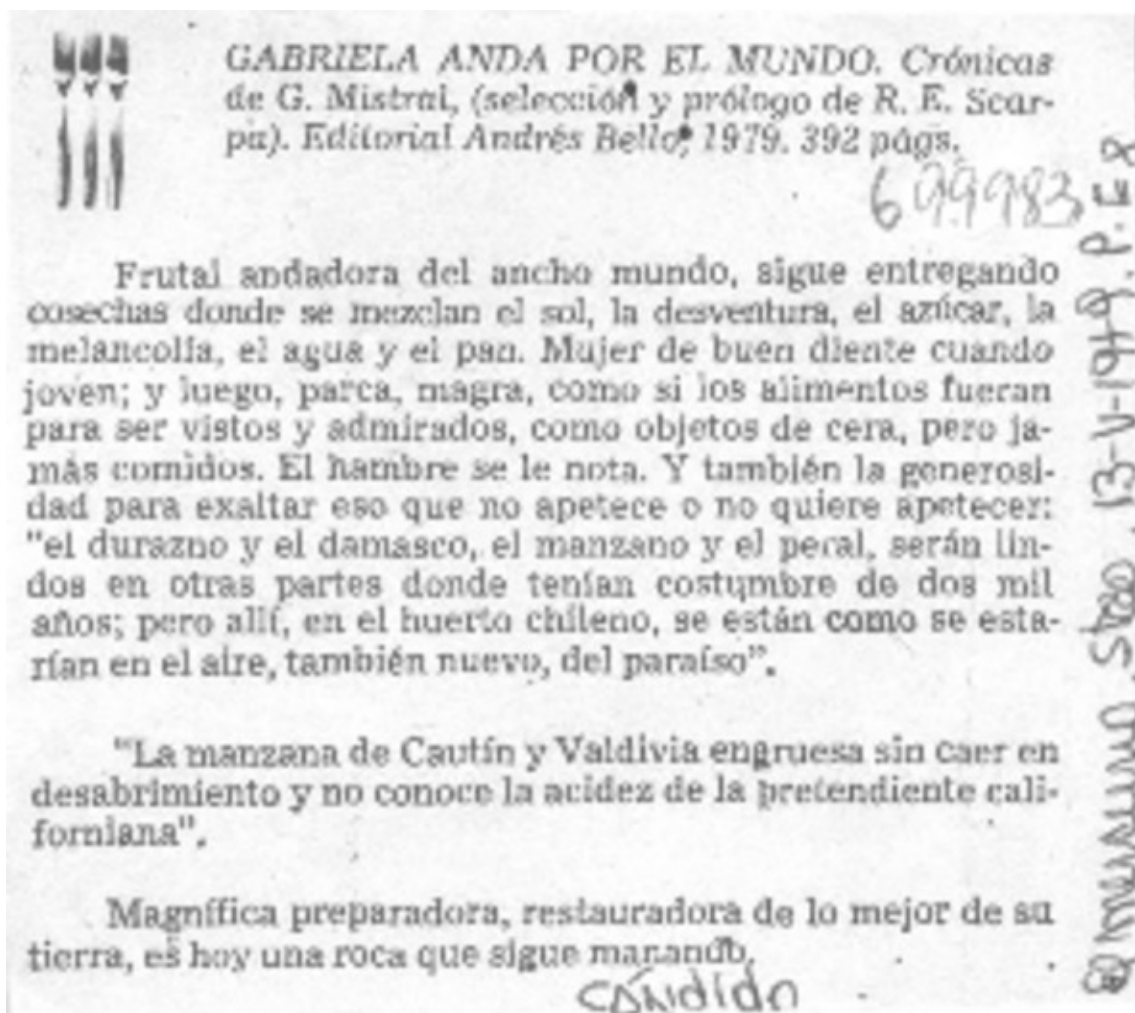 GABRIELA ANDA POR EL MUNDO. Crónicas
de G. Mistral, (selección y prólogo de R. E. Scar-
pa). Editorial Andrés Bello, 1979. 392 págs.
699983
Frutal andadora del ancho mundo, sigue entregando
cosechas donde se mezclan el sol, la desventura, el azúcar, la
melancolía, el agua y el pan. Mujer de buen diente cuando
joven; y luego, parca, magra, como si los alimentos fueran
para ser vistos y admirados, como objetos de cera, pero ja-
más comidos. El hambre se le nota. Y también la generosi-
dad para exaltar eso que no apetece o no quiere apetecer:
"el durazno y el damasco, el manzano y el peral, serán lin-
dos en otras partes donde tenían costumbre de dos mil
años; pero allí, en el huerto chileno, se están como se esta-
rían en el aire, también nuevo, del paraíso".
"La manzana de Cautín y Valdivia engruesa sin caer en
desabrimiento y no conoce la acidez de la pretendiente cali-
forniana".
Magnífica preparadora, restauradora de lo mejor de su
tierra, es hoy una roca que sigue manando.
Cándido
El Mercurio. Stgo. 13-V-1979. P. E8